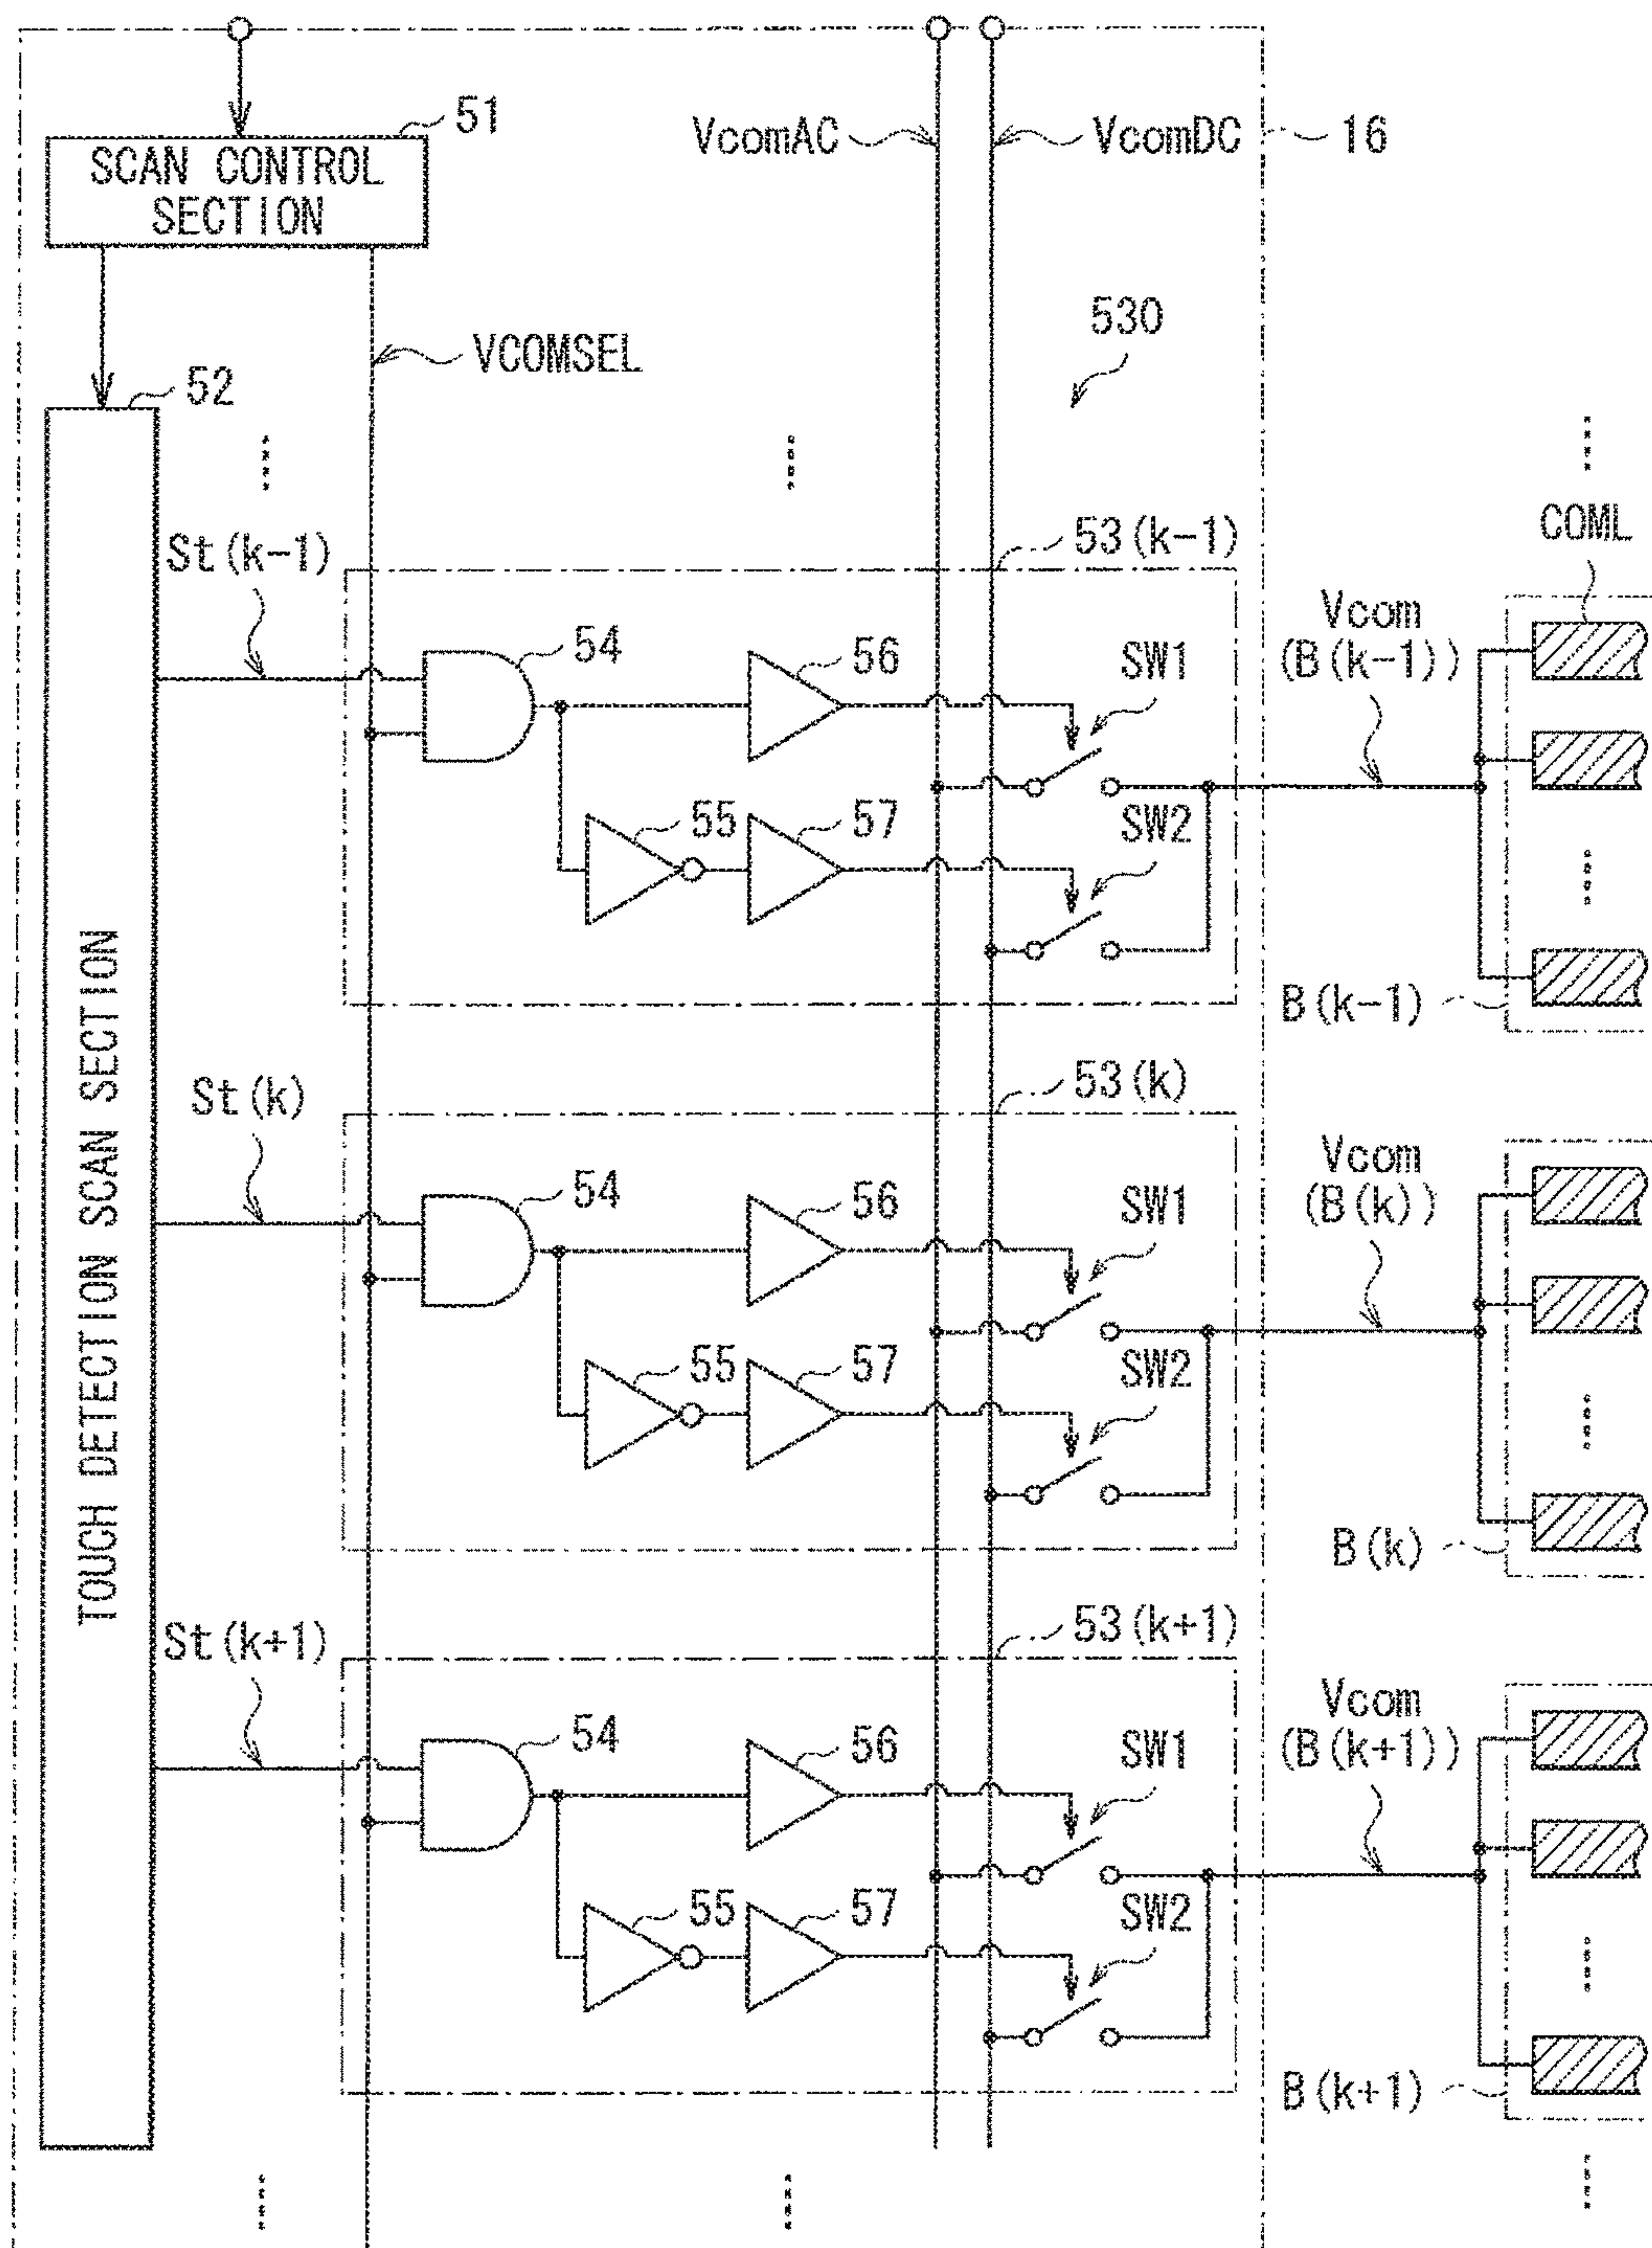 51
SCAN CONTROL
SECTION
VcomAC
VcomDC
16
530
VCOMSEL
52
TOUCH DETECTION SCAN SECTION
COML
St(k-1)
53(k-1)
54
56
SW1
Vcom
(B(k-1))
55
57
SW2
B(k-1)
St(k)
53(k)
54
56
SW1
Vcom
(B(k))
55
57
SW2
B(k)
St(k+1)
53(k+1)
54
56
SW1
Vcom
(B(k+1))
55
57
SW2
B(k+1)